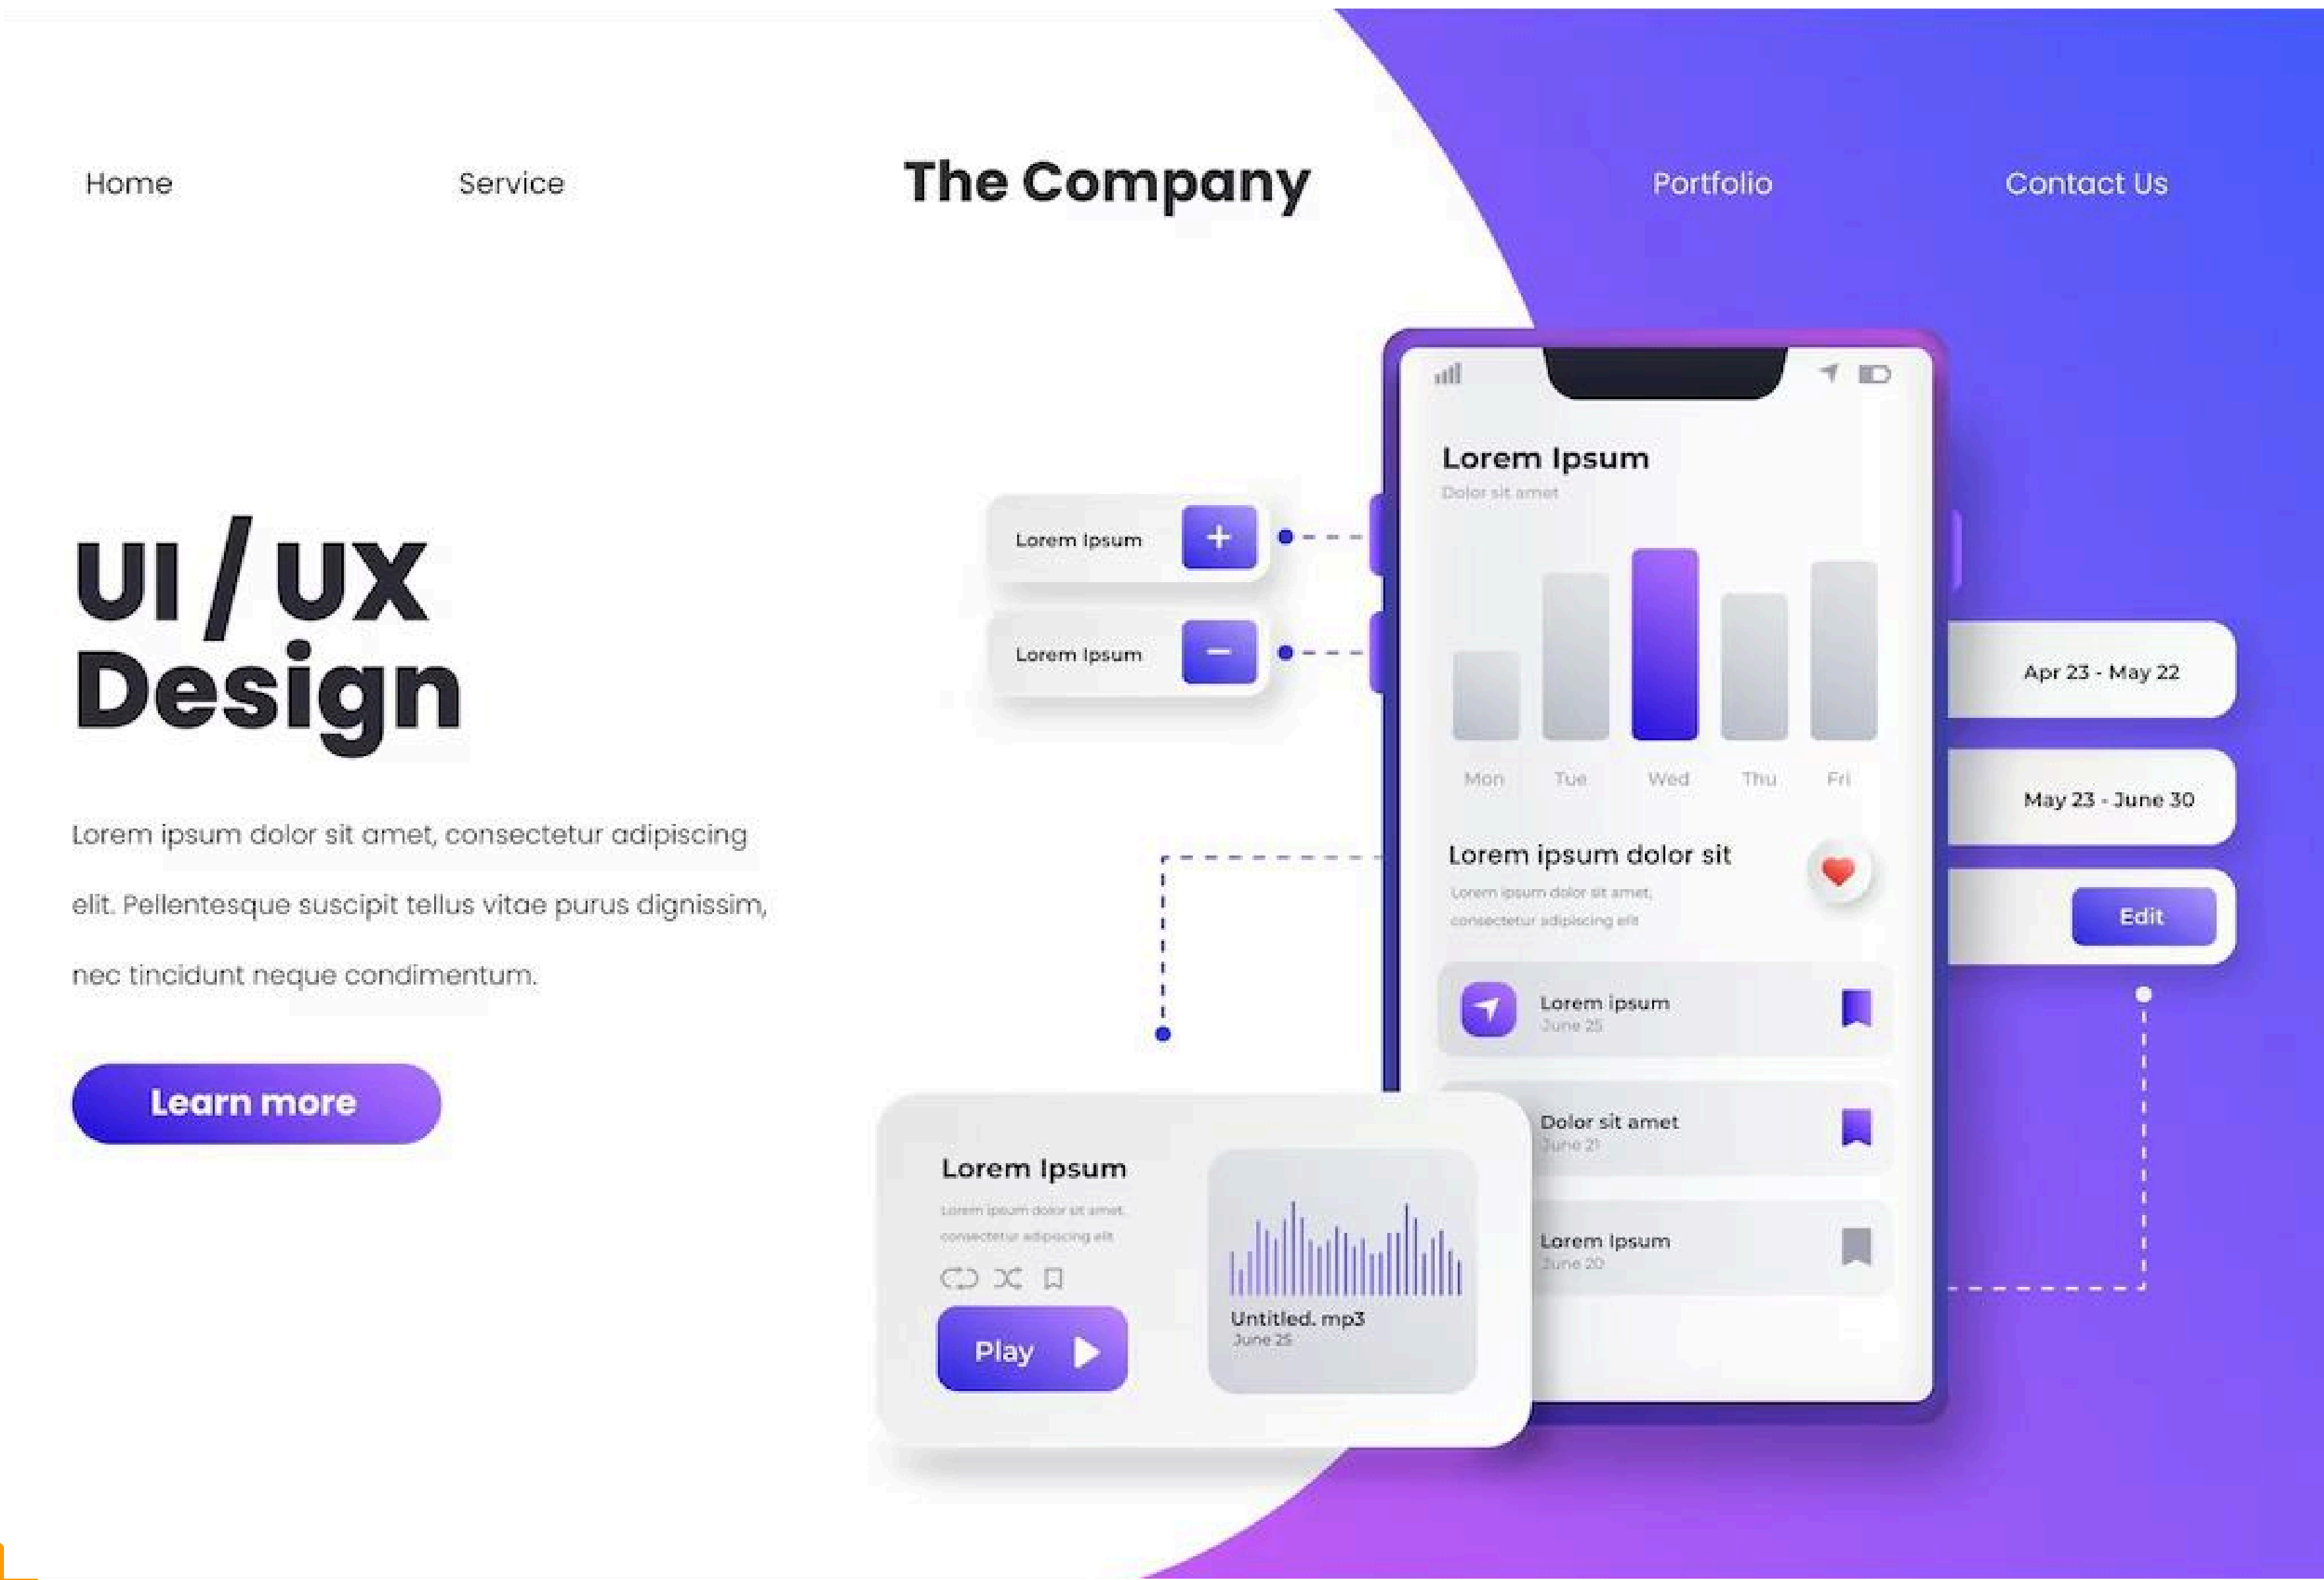 Home Service The Company Portfolio Contact Us
UI / UX
Design
Lorem ipsum dolor sit amet, consectetur adipiscing
elit. Pellentesque suscipit tellus vitae purus dignissim,
nec tincidunt neque condimentum.
Learn more
Lorem Ipsum
Lorem Ipsum
Lorem Ipsum
Dolor sit amet
Mon Tue Wed Thu Fri
Lorem ipsum dolor sit
Lorem ipsum dolor sit amet,
consectetur adipiscing elit
Lorem ipsum
June 25
Dolor sit amet
June 21
Lorem Ipsum
June 20
Apr 23 - May 22
May 23 - June 30
Edit
Lorem Ipsum
Lorem ipsum dolor sit amet,
consectetur adipiscing elit
Play
Untitled. mp3
June 25